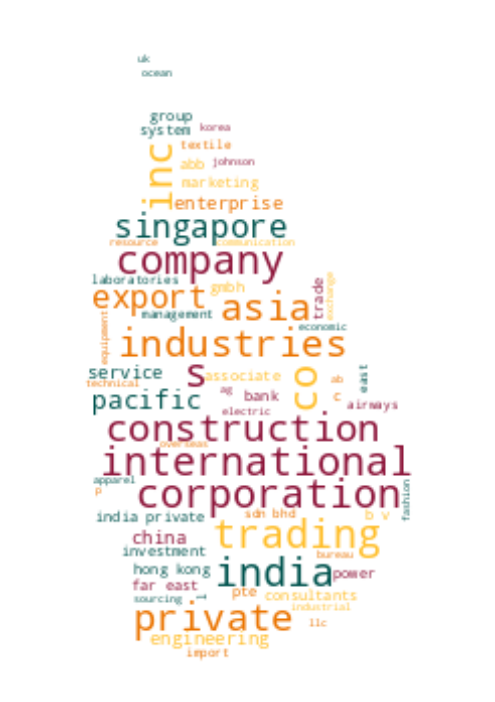 uk
ocean
group
system korea
inc textile
abb johnson
marketing
enterprise
singapore
resource communication
company
laboratories gmbh trade exchange
export asia
management economic
equipment industries
service s associate co east
technical ag ab
pacific bank c airways
electric
construction
overseas
international
apparel
p corporation fashion
india private sdn bhd b v
china trading
investment bureau
hong kong india power
far east pte consultants
sourcing l industrial
private llc
engineering
import